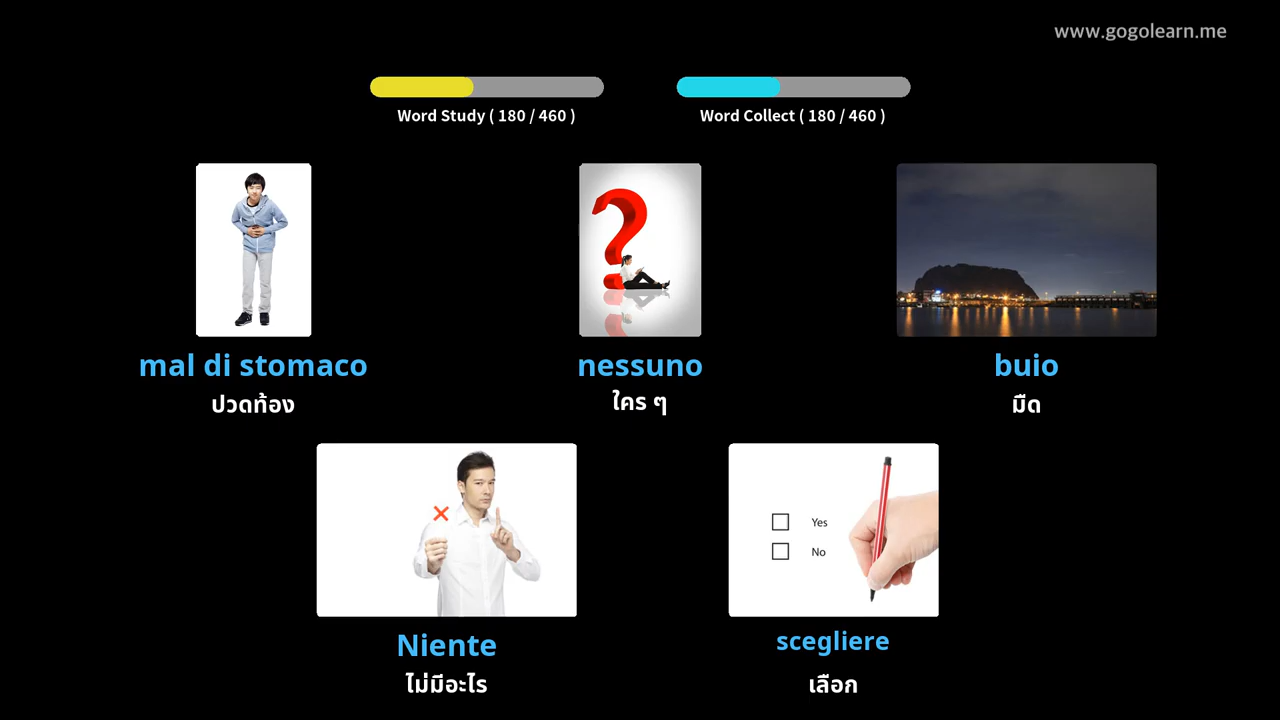 www.gogolearn.me
Word Study ( 180 / 460 )
Word Collect ( 180 / 460 )
mal di stomaco
ปวดท้อง
nessuno
ใคร ๆ
buio
มืด
Yes
No
Niente
ไม่มีอะไร
scegliere
เลือก